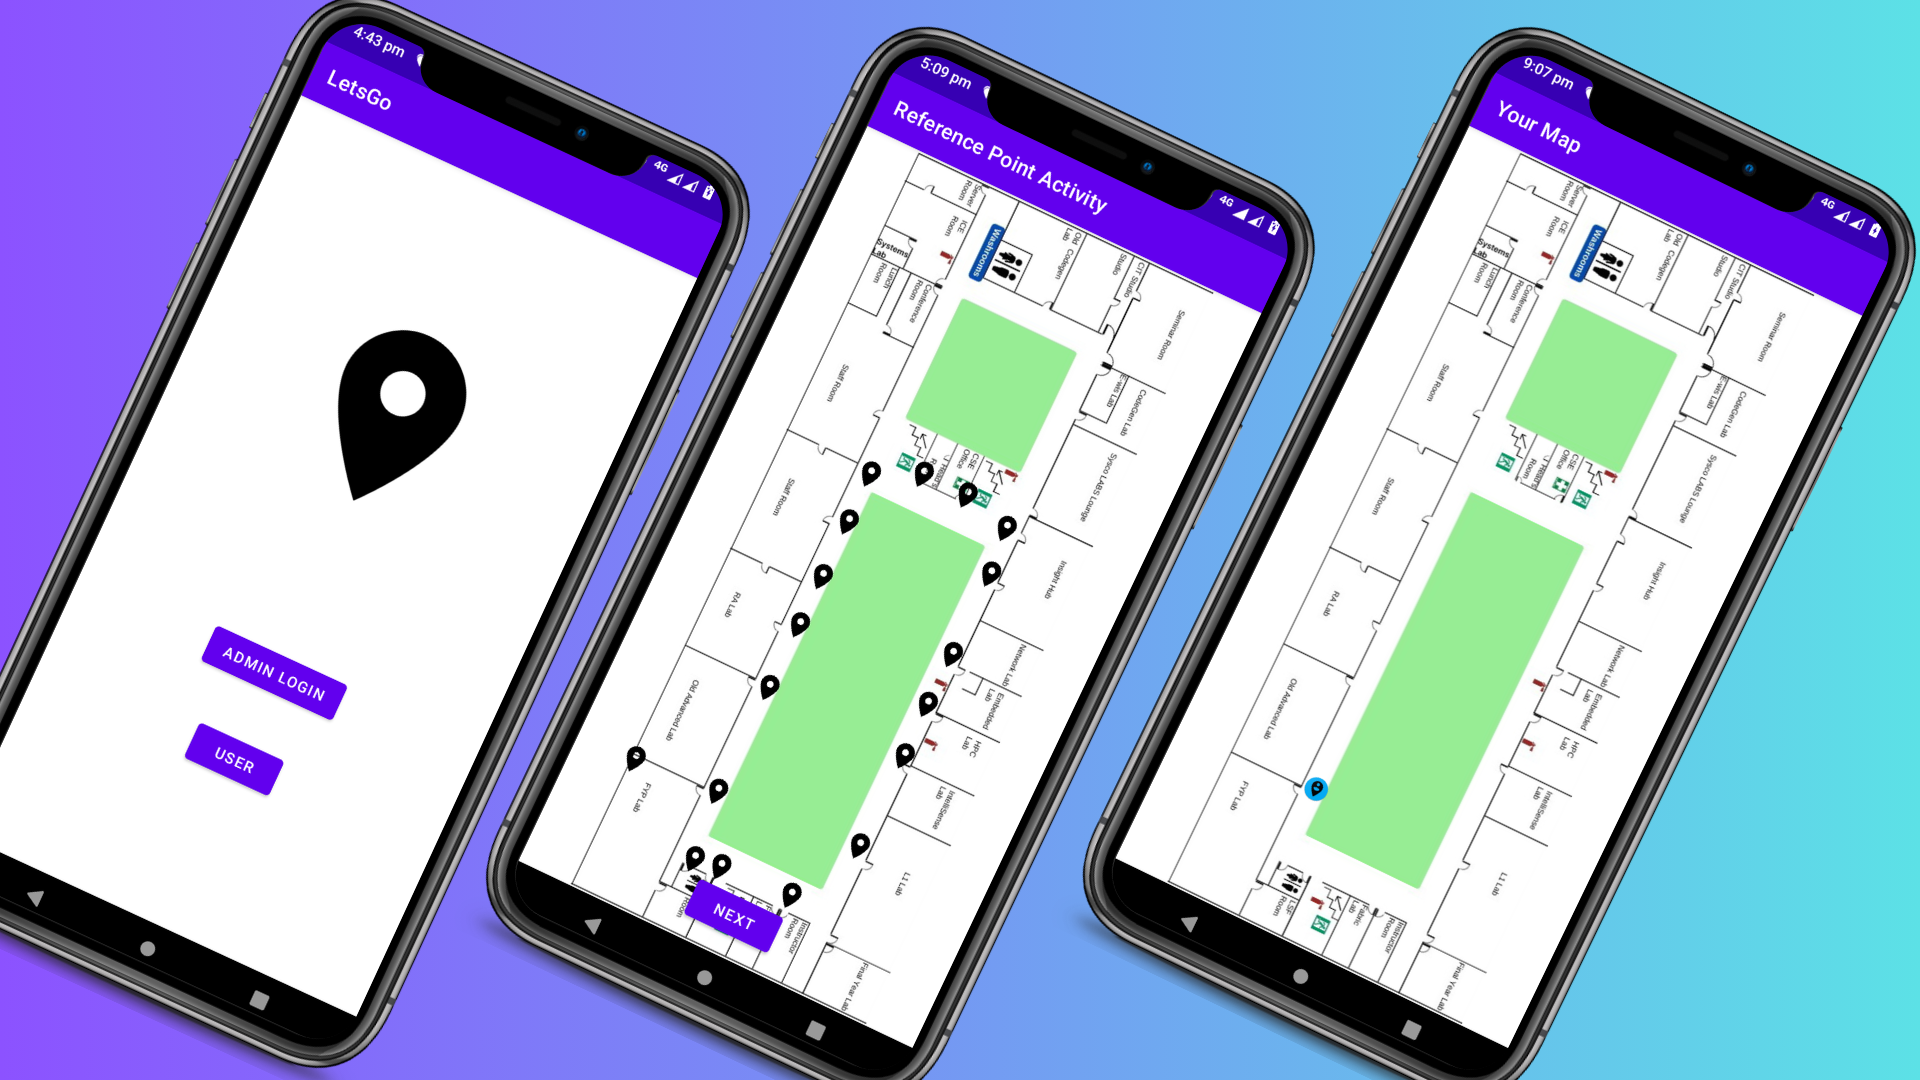 4:43 pm
4G
LetsGo
ADMIN LOGIN
USER
5:09 pm
4G
Reference Point Activity
Server
Room
ICE
Room
Systems
Lab
Lunch
Room
Conference
Room
Washrooms
Old
Codegen
Lab
Studio
CIT Studio
Seminar Room
CodeGen Lab
Staff Room
CSE
Office
Sysco LABS Lounge
Staff Room
Insight Hub
RA Lab
Network Lab
Embedded
Lab
HPC
Lab
Old Advanced Lab
IntelliSense
Lab
FYP Lab
L1 Lab
Room
Instructor
Room
Final Year Lab
NEXT
9:07 pm
4G
Your Map
Server
Room
ICE
Room
Systems
Lab
Lunch
Room
Conference
Room
Washrooms
Old
Codegen
Lab
Studio
CIT Studio
Seminar Room
CodeGen Lab
Staff Room
CSE
Office
Room
Sysco LABS Lounge
Staff Room
Insight Hub
RA Lab
Network Lab
Embedded
Lab
HPC
Lab
Old Advanced Lab
IntelliSense
Lab
FYP Lab
L1 Lab
LSF
Room
Fabric
Lab
Instructor
Room
Final Year Lab